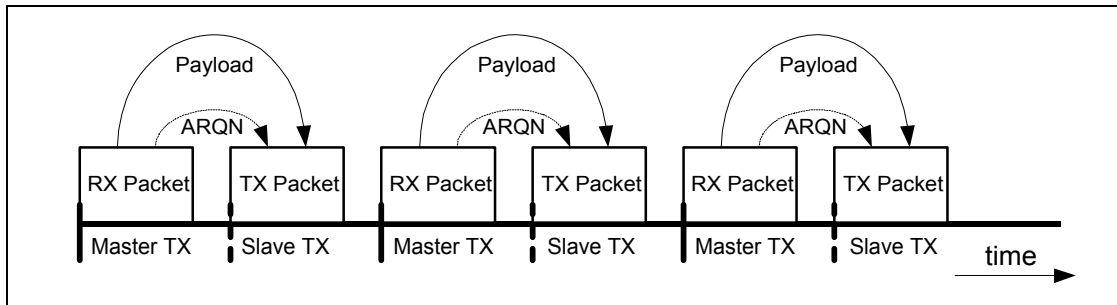 Payload Payload Payload
ARQN ARQN ARQN
RX Packet TX Packet RX Packet TX Packet RX Packet TX Packet
Master TX Slave TX Master TX Slave TX Master TX Slave TX
time